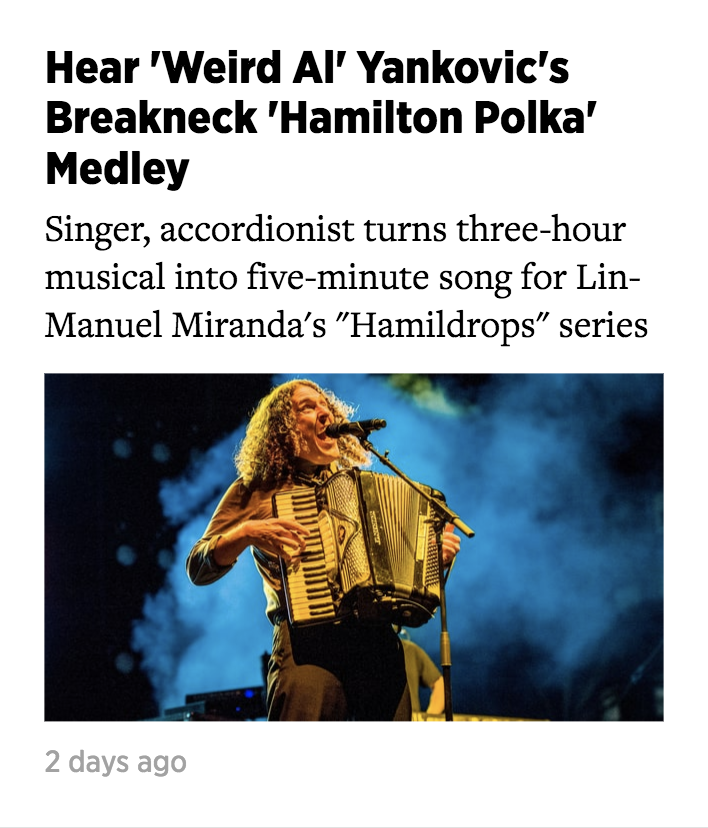 Hear 'Weird Al' Yankovic's
Breakneck 'Hamilton Polka'
Medley
Singer, accordionist turns three-hour
musical into five-minute song for Lin-
Manuel Miranda's "Hamildrops" series
2 days ago